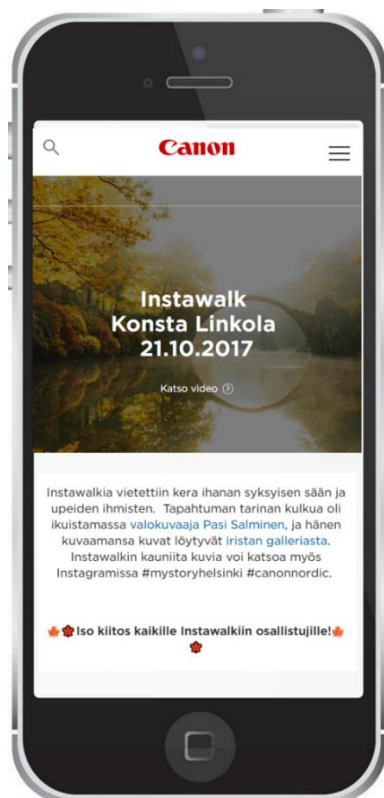 Canon
Instawalk
Konsta Linkola
21.10.2017
Katso video
Instawalkia vietettiin kera ihanan syksyisen sään ja
upeiden ihmisten. Tapahtuman tarinan kulkua oli
ikuistamassa valokuvaaja Pasi Salminen, ja hänen
kuvaamansa kuvat löytyvät iristan galleriasta.
Instawalkin kauniita kuvia voi katsoa myös
Instagramissa #mystoryhelsinki #canonnordic.
🍁🌺Iso kiitos kaikille Instawalkiin osallistujille!🍁
🌺